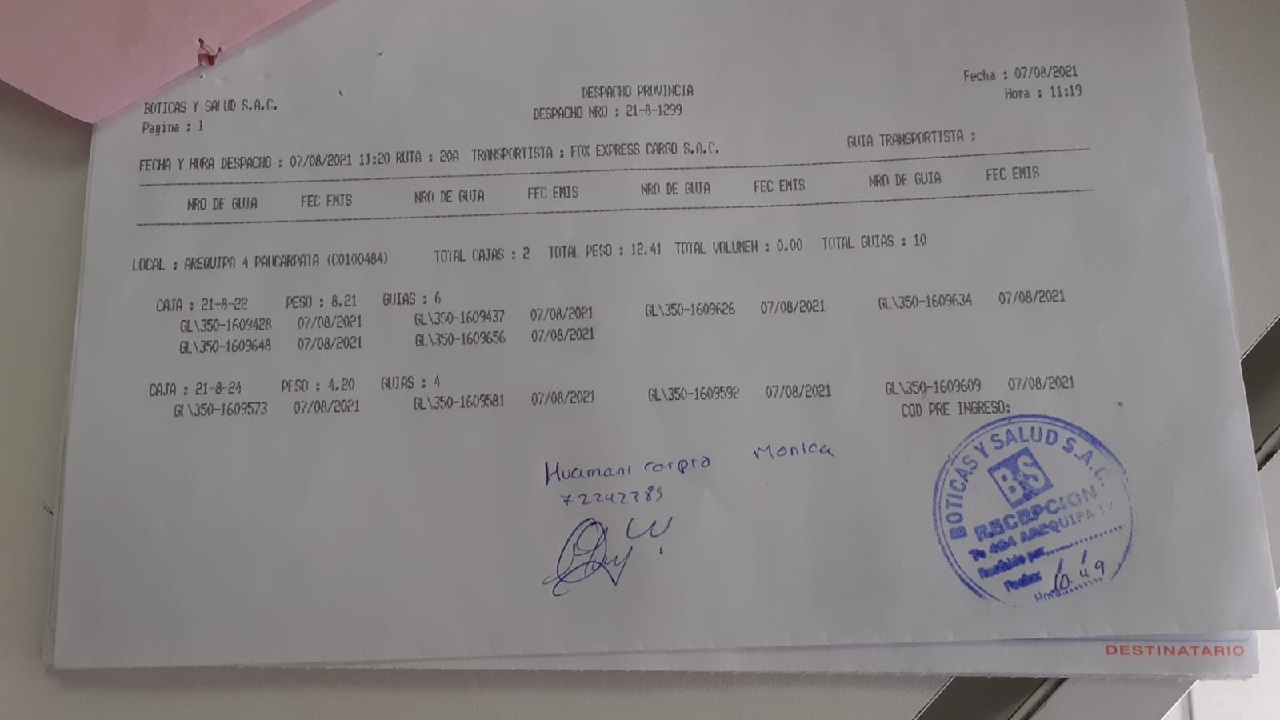 BOTICAS Y SALUD S.A.C.
Pagina : 1
DESPACHO PROVINCIA
DESPACHO NRO : 21-8-1299
Fecha : 07/08/2021
Hora : 11:19
FECHA Y HORA DESPACHO : 07/08/2021 11:20 RUTA : 20A TRANSPORTISTA : FOX EXPRESS CARGO S.A.C. GUIA TRANSPORTISTA :
NRO DE GUIA FEC EMIS NRO DE GUIA FEC EMIS NRO DE GUIA FEC EMIS NRO DE GUIA FEC EMIS
LOCAL : AREQUIPA 4 PAUCARPATA (C0100484) TOTAL CAJAS : 2 TOTAL PESO : 12.41 TOTAL VOLUMEN : 0.00 TOTAL GUIAS : 10
CAJA : 21-8-22 PESO : 8.21 GUIAS : 6
GL\350-1609428 07/08/2021 GL\350-1609437 07/08/2021 GL\350-1609626 07/08/2021 GL\350-1609634 07/08/2021
GL\350-1609648 07/08/2021 GL\350-1609656 07/08/2021
CAJA : 21-8-24 PESO : 4.20 GUIAS : 4
GL\350-1609573 07/08/2021 GL\350-1609581 07/08/2021 GL\350-1609592 07/08/2021 GL\350-1609609 07/08/2021
COD PRE INGRESO:
Huamani Monica
BOTICAS Y SALUD S.A.C.
BS
RECEPCION
AREQUIPA
Recibido por
Fecha: / /
Hora 10:49
DESTINATARIO